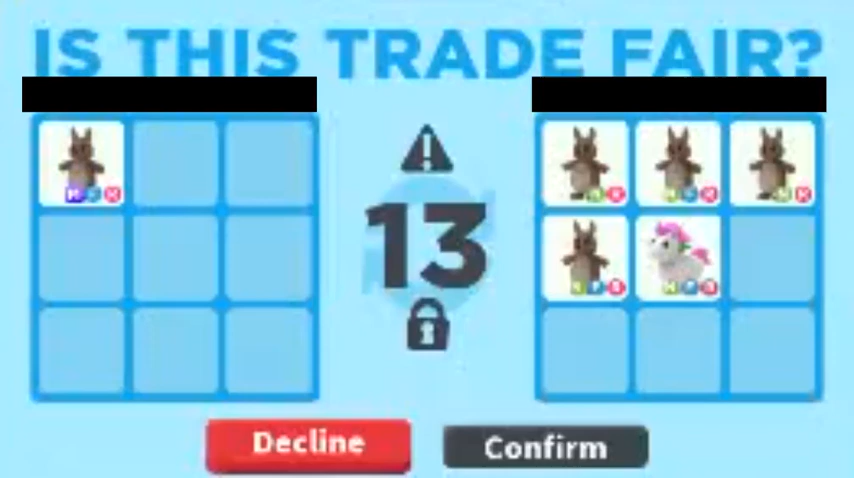 IS THIS TRADE FAIR?
M F R
N R
N F R
N R
13
N F R
N F R
Decline
Confirm